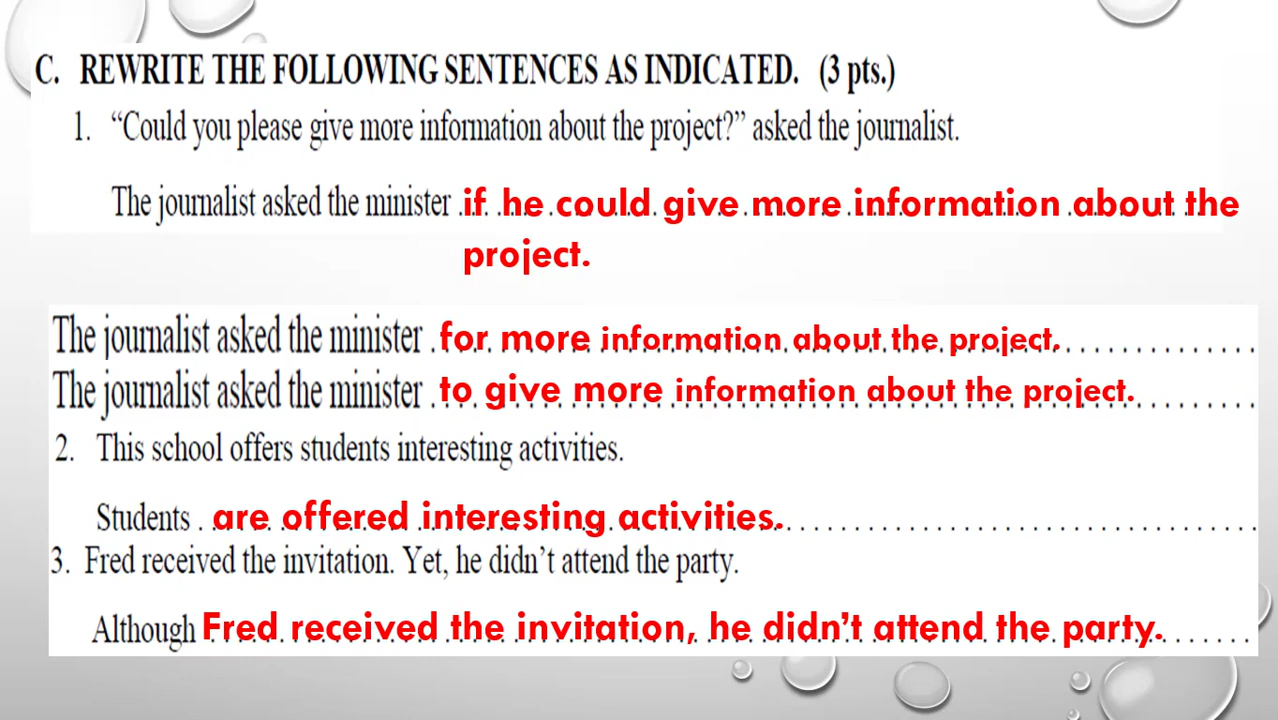 C. REWRITE THE FOLLOWING SENTENCES AS INDICATED. (3 pts.)
1. “Could you please give more information about the project?” asked the journalist.
The journalist asked the minister if he could give more information about the
project.
The journalist asked the minister for more information about the project.
The journalist asked the minister to give more information about the project.
2. This school offers students interesting activities.
Students are offered interesting activities.
3. Fred received the invitation. Yet, he didn’t attend the party.
Although Fred received the invitation, he didn’t attend the party.